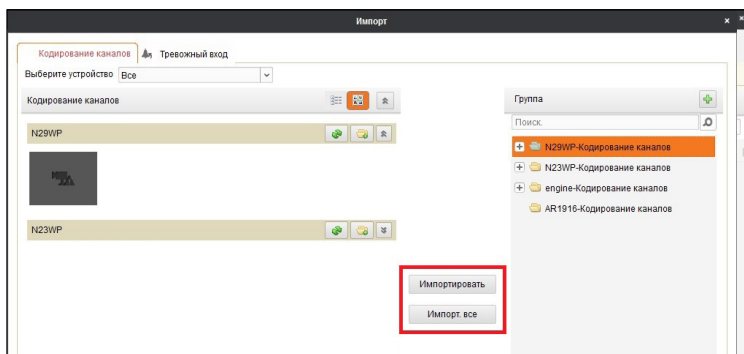 Импорт
Кодирование каналов
Тревожный вход
Выберите устройство Все
Кодирование каналов
N29WP
N23WP
Импортировать
Импорт. все
Группа
Поиск.
N29WP-Кодирование каналов
N23WP-Кодирование каналов
engine-Кодирование каналов
AR1916-Кодирование каналов